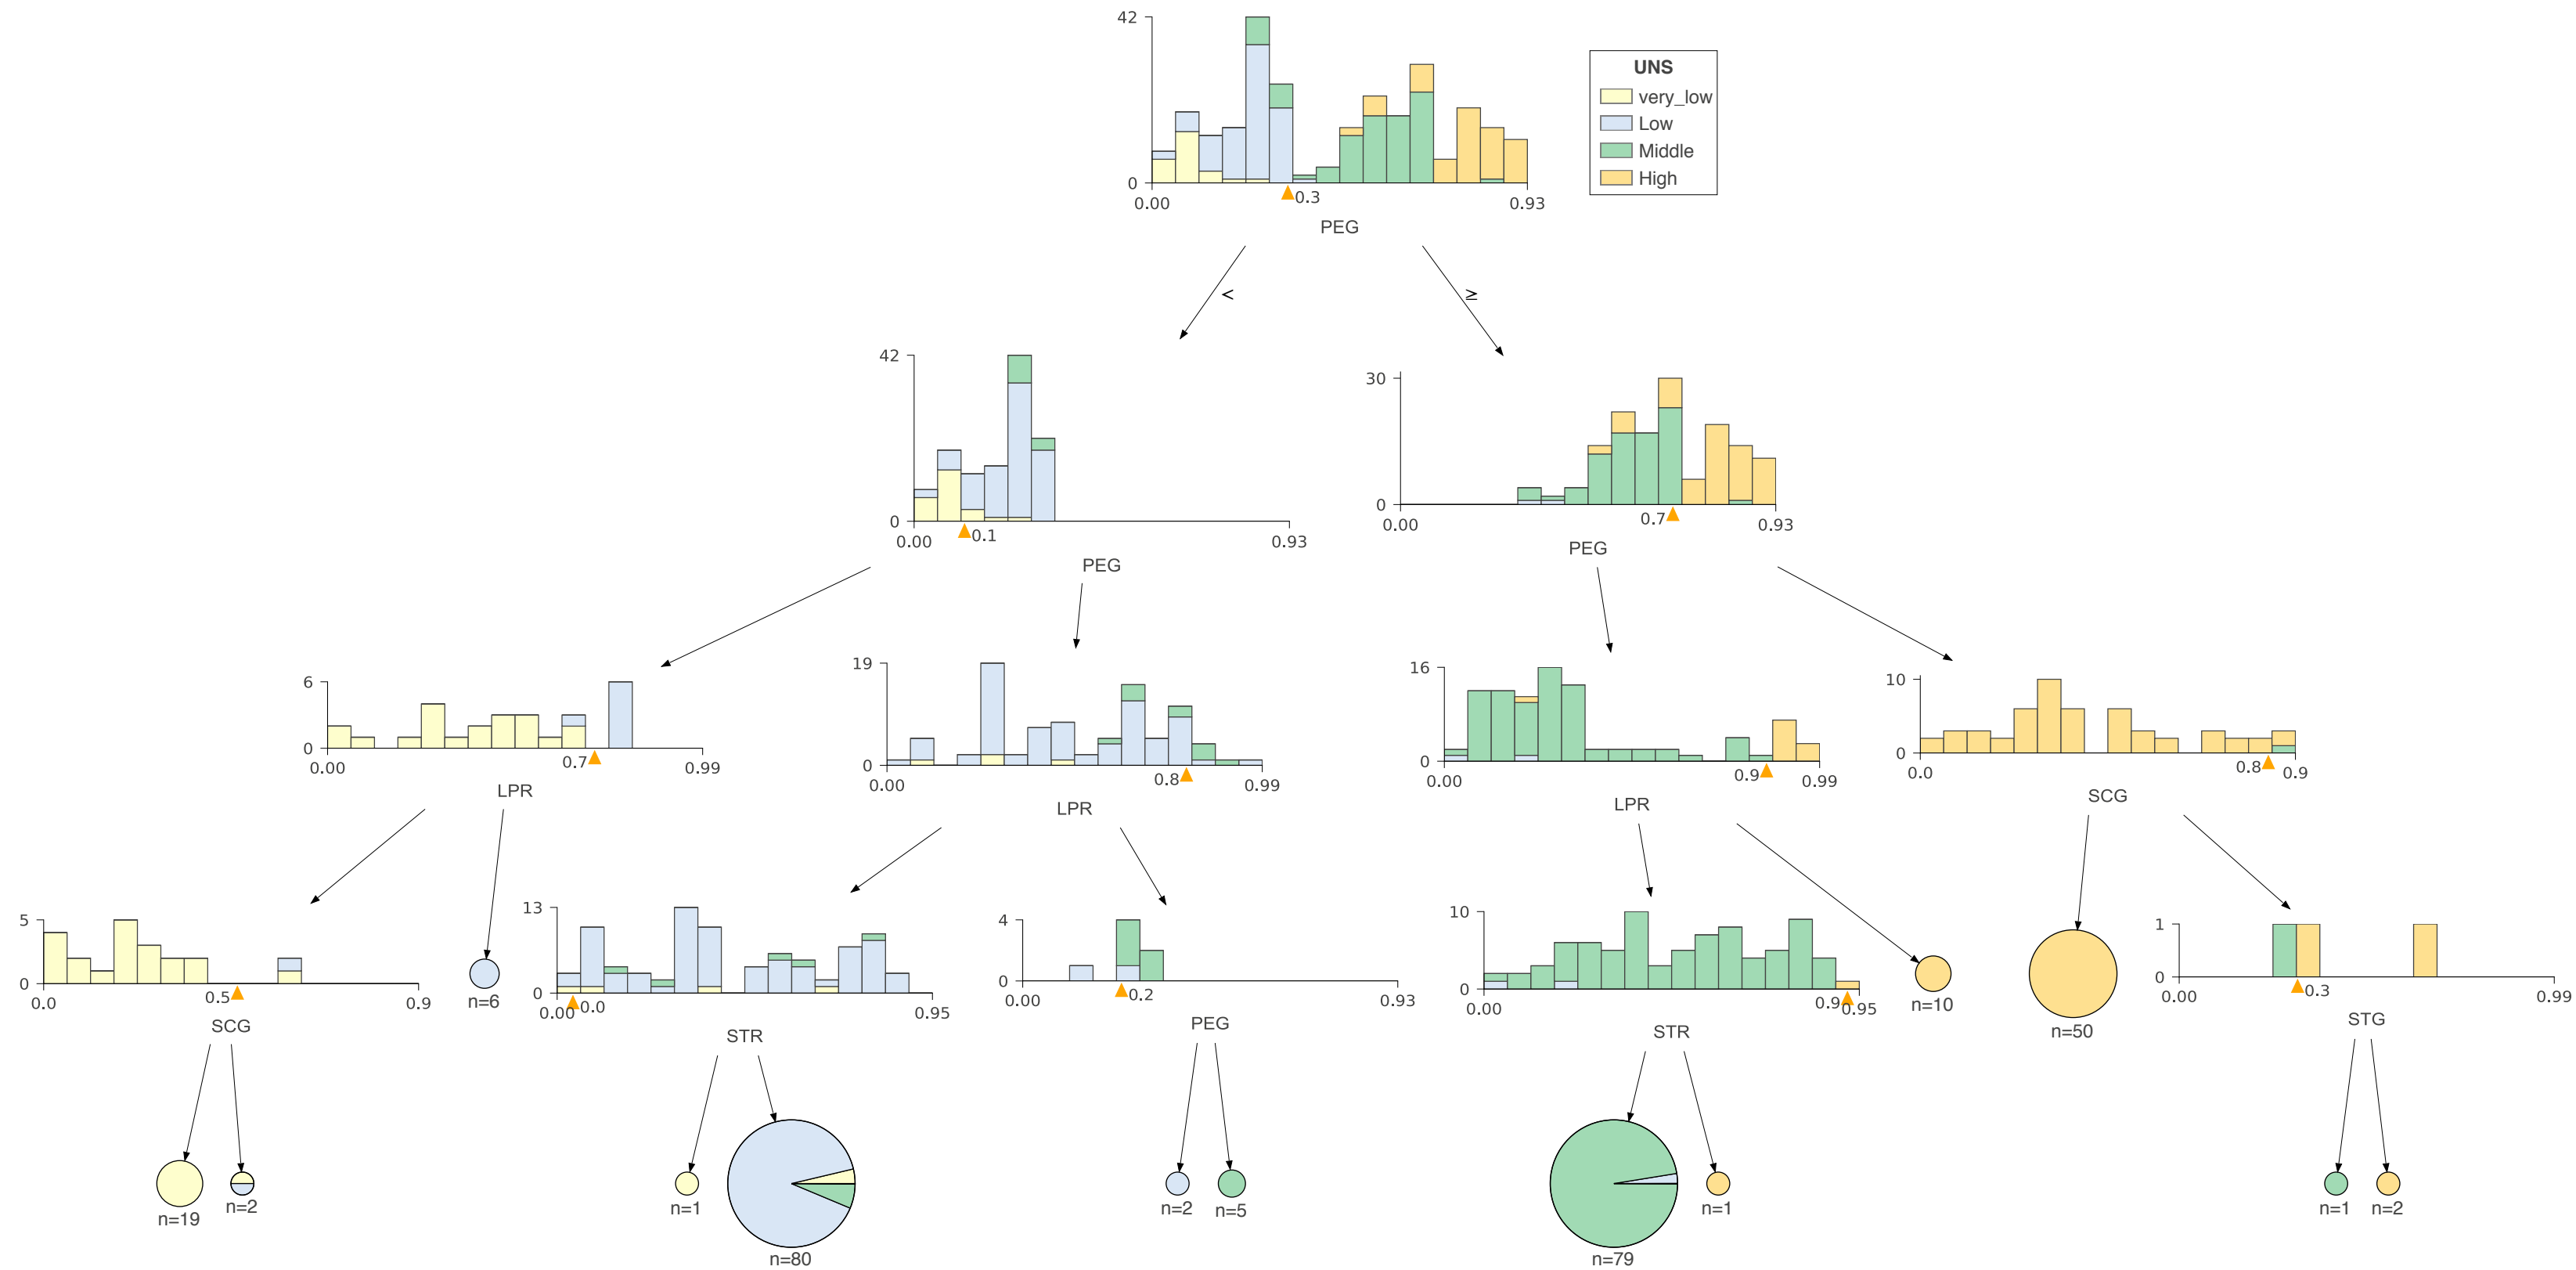 42
0
0.00
0.3
0.93
PEG
UNS
very_low
Low
Middle
High
<
≥
42
0
0.00
0.1
0.93
PEG
30
0
0.00
0.7
0.93
PEG
6
0
0.00
0.7
0.99
LPR
19
0
0.00
0.8
0.99
LPR
16
0
0.00
0.9
0.99
LPR
10
0
0.0
0.8
0.9
SCG
5
0
0.0
0.5
0.9
SCG
n=6
13
0
0.00
0.0
0.95
STR
4
0
0.00
0.2
0.93
PEG
10
0
0.00
0.9
0.95
STR
n=10
n=50
1
0
0.00
0.3
0.99
STG
n=19
n=2
n=1
n=80
n=2
n=5
n=79
n=1
n=1
n=2